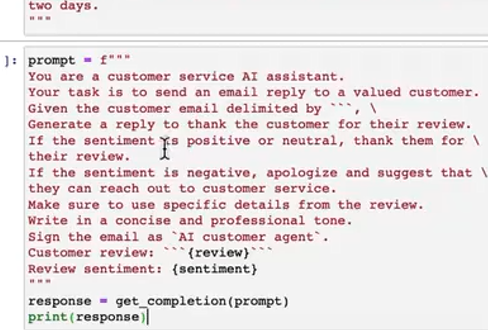 two days.
"""
]: prompt = f"""
You are a customer service AI assistant.
Your task is to send an email reply to a valued customer.
Given the customer email delimited by ```, \
Generate a reply to thank the customer for their review.
If the sentiment is positive or neutral, thank them for \
their review.
If the sentiment is negative, apologize and suggest that \
they can reach out to customer service.
Make sure to use specific details from the review.
Write in a concise and professional tone.
Sign the email as `AI customer agent`.
Customer review: ```{review}```
Review sentiment: {sentiment}
"""
response = get_completion(prompt)
print(response)